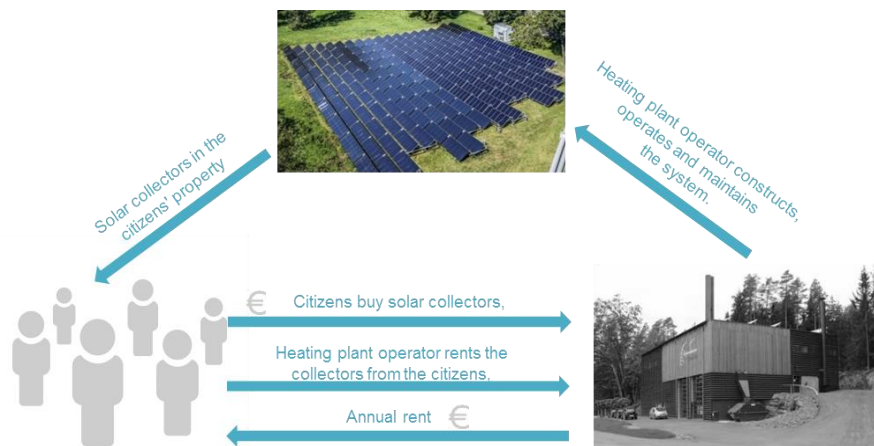 Solar collectors in the
citizens' property
Heating plant operator constructs,
operates and maintains
the system.
€ Citizens buy solar collectors,
Heating plant operator rents the
collectors from the citizens,
Annual rent €